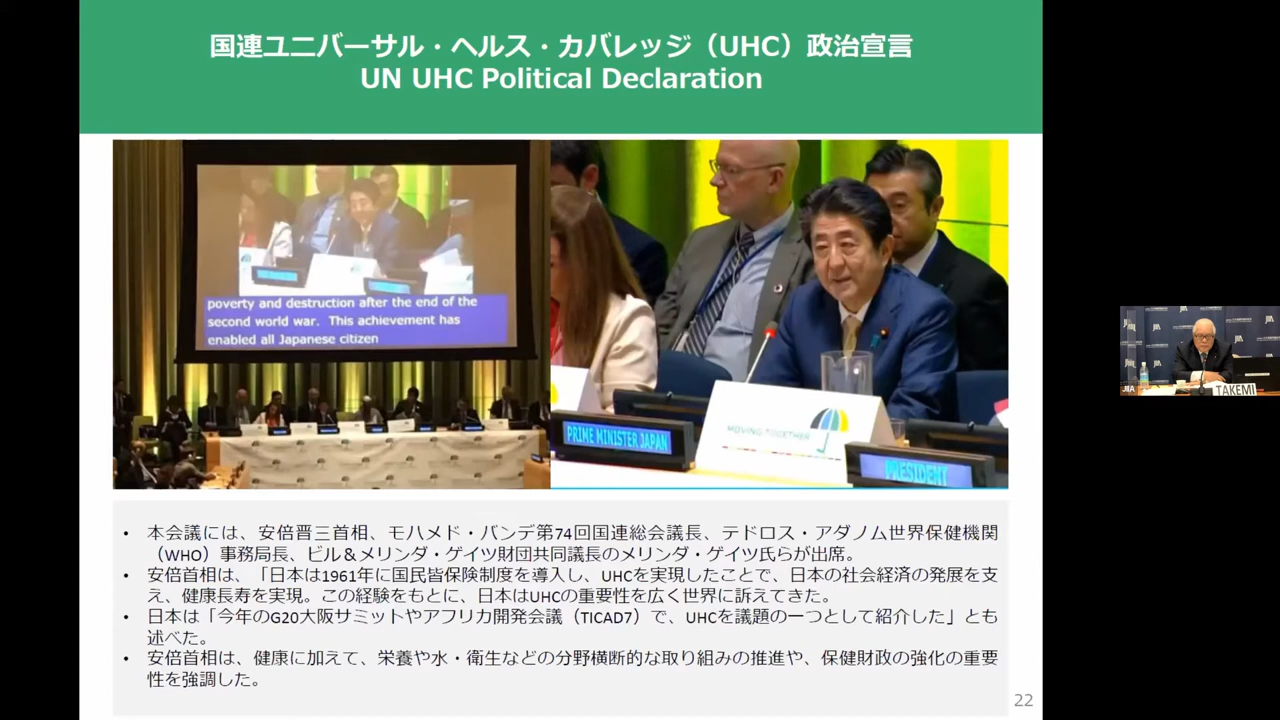 国連ユニバーサル・ヘルス・カバレッジ（UHC）政治宣言
UN UHC Political Declaration
poverty and destruction after the end of the
second world war. This achievement has
enabled all Japanese citizen
MOVING TOGETHER
PRIME MINISTER JAPAN
PRESIDENT
JIIA
JIIA
TAKEMI
• 本会議には、安倍晋三首相、モハメド・バンデ第74回国連総会議長、テドロス・アダノム世界保健機関
（WHO）事務局長、ビル＆メリンダ・ゲイツ財団共同議長のメリンダ・ゲイツ氏らが出席。
• 安倍首相は、「日本は1961年に国民皆保険制度を導入し、UHCを実現したことで、日本の社会経済の発展を支
え、健康長寿を実現。この経験をもとに、日本はUHCの重要性を広く世界に訴えてきた。
• 日本は「今年のG20大阪サミットやアフリカ開発会議（TICAD7）で、UHCを議題の一つとして紹介した」とも
述べた。
• 安倍首相は、健康に加えて、栄養や水・衛生などの分野横断的な取り組みの推進や、保健財政の強化の重要
性を強調した。
22